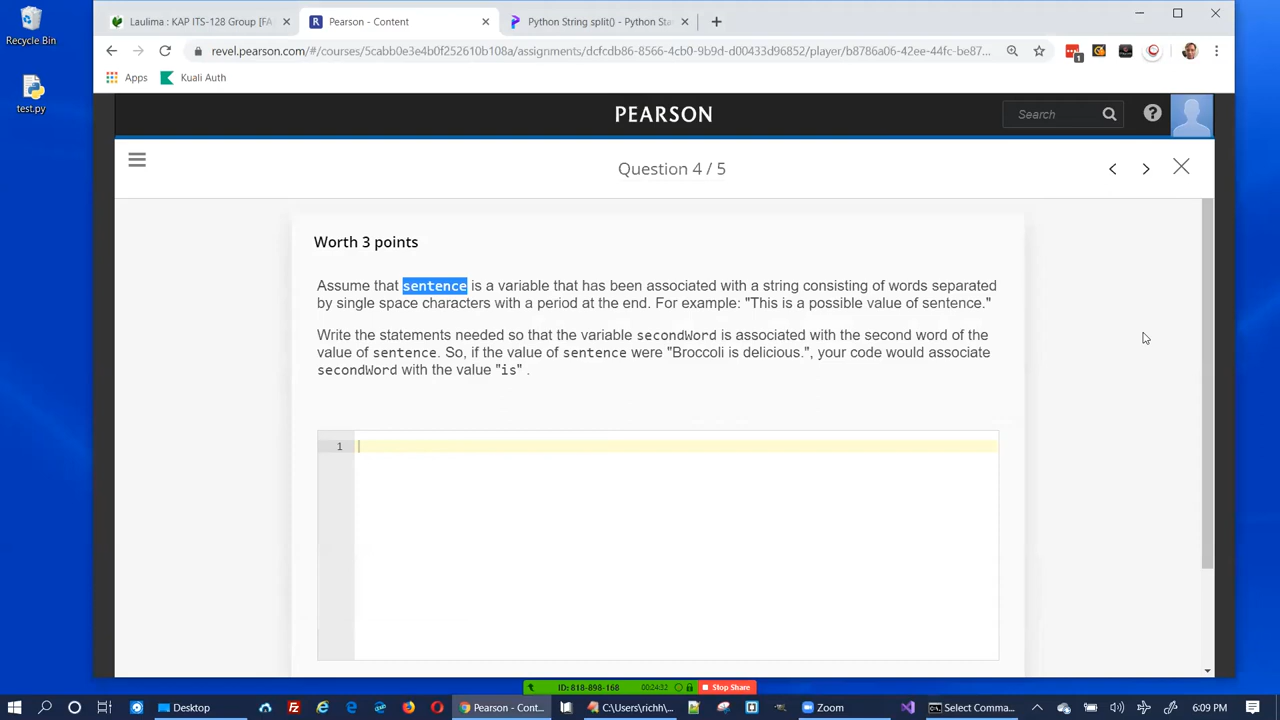 Recycle Bin
test.py
Laulima : KAP ITS-128 Group [FA
Pearson - Content
Python String split() - Python Sta
revel.pearson.com/#/courses/5cabb0e3e4b0f252610b108a/assignments/dcfcdb86-8566-4cb0-9b9d-d00433d96852/player/b8786a06-42ee-44fc-be87...
1
Apps
Kuali Auth
PEARSON
Search
Question 4 / 5
Worth 3 points
Assume that sentence is a variable that has been associated with a string consisting of words separated
by single space characters with a period at the end. For example: "This is a possible value of sentence."
Write the statements needed so that the variable secondWord is associated with the second word of the
value of sentence. So, if the value of sentence were "Broccoli is delicious.", your code would associate
secondWord with the value "is" .
1
ID: 818-898-168
00:24:32
Stop Share
Desktop
Pearson - Cont...
C:\Users\richh\...
Zoom
Select Comma...
6:09 PM